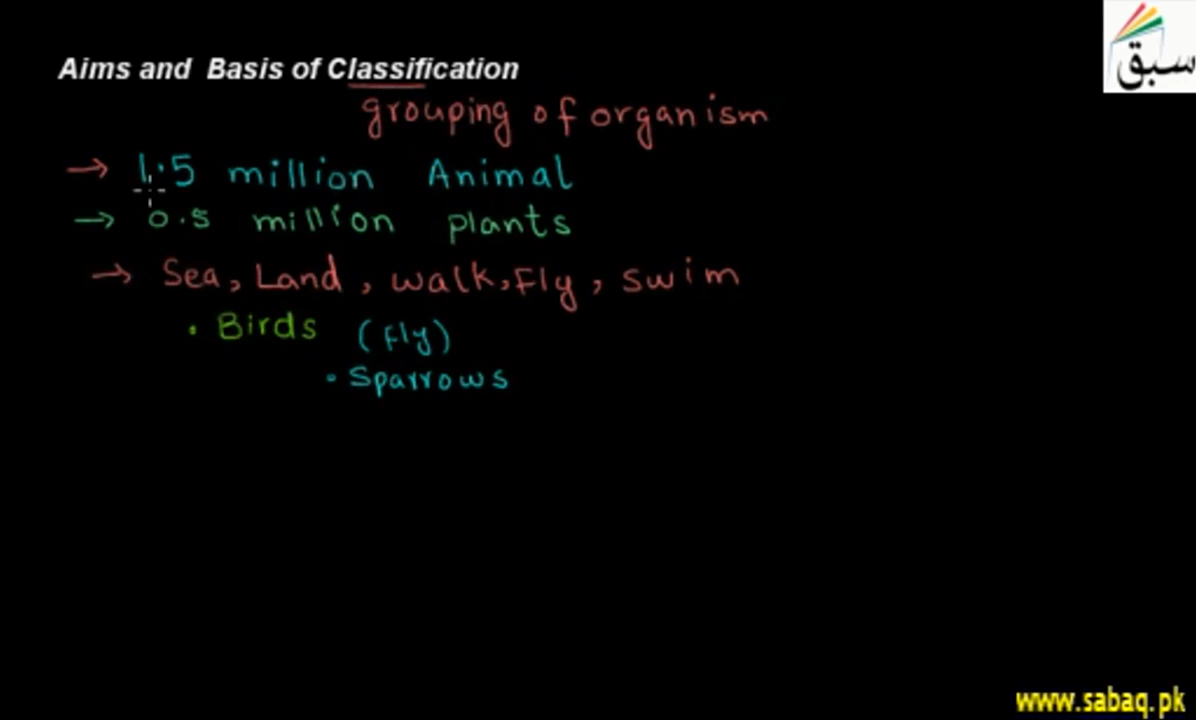 سبق
Aims and Basis of Classification
grouping of organism
→ 1.5 million Animal
→ 0.5 million plants
→ Sea, Land, walk, Fly, swim
• Birds (Fly)
• Sparrows
www.sabaq.pk